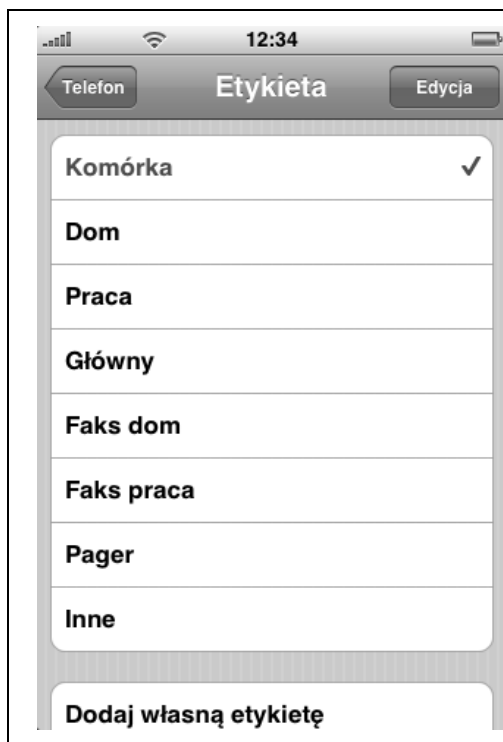 12:34
Telefon Etykieta Edycja
Komórka
Dom
Praca
Główny
Faks dom
Faks praca
Pager
Inne
Dodaj własną etykietę